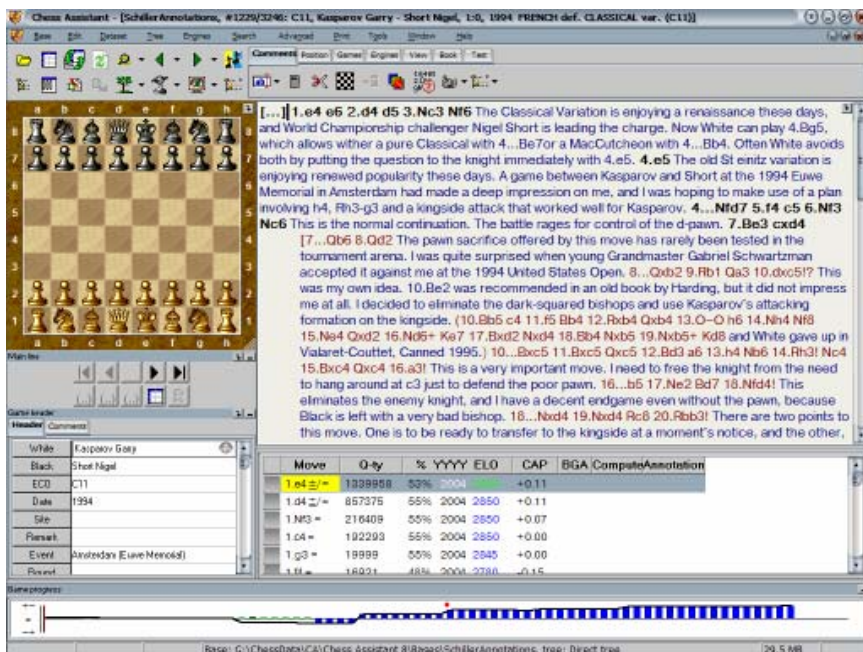 Chess Assistant - [SchillerAnnotations, #1229/3246: C11, Kasparov Garry - Short Nigel, 1:0, 1994 FRENCH def. CLASSICAL var. (C11)]
Base Edit Dataset Tree Engines Search Advanced Print Tools Window Help
Comments Position Games Engines View Book Text
a b c d e f g h
8
7
6
5
4
3
2
1
a b c d e f g h
[...] 1.e4 e6 2.d4 d5 3.Nc3 Nf6 The Classical Variation is enjoying a renaissance these days,
and World Championship challenger Nigel Short is leading the charge. Now White can play 4.Bg5,
which allows wither a pure Classical with 4...Be7or a MacCutcheon with 4...Bb4. Often White avoids
both by putting the question to the knight immediately with 4.e5. 4.e5 The old St einitz variation is
enjoying renewed popularity these days. A game between Kasparov and Short at the 1994 Euwe
Memorial in Amsterdam had made a deep impression on me, and I was hoping to make use of a plan
involving h4, Rh3-g3 and a kingside attack that worked well for Kasparov. 4...Nfd7 5.f4 c5 6.Nf3
Nc6 This is the normal continuation. The battle rages for control of the d-pawn. 7.Be3 cxd4
[7...Qb6 8.Qd2 The pawn sacrifice offered by this move has rarely been tested in the
tournament arena. I was quite surprised when young Grandmaster Gabriel Schwartzman
accepted it against me at the 1994 United States Open. 8...Qxb2 9.Rb1 Qa3 10.dxc5!? This
was my own idea. 10.Be2 was recommended in an old book by Harding, but it did not impress
me at all. I decided to eliminate the dark-squared bishops and use Kasparov's attacking
formation on the kingside. (10.Bb5 c4 11.f5 Bb4 12.Rxb4 Qxb4 13.O-O h6 14.Nh4 Nf8
15.Ne4 Qxd2 16.Nd6+ Ke7 17.Bxd2 Nxd4 18.Bb4 Nxb5 19.Nxb5+ Kd8 and White gave up in
Vialaret-Couttet, Canned 1995.) 10...Bxc5 11.Bxc5 Qxc5 12.Bd3 a6 13.h4 Nb6 14.Rh3! Nc4
15.Bxc4 Qxc4 16.a3! This is a very important move. I need to free the knight from the need
to hang around at c3 just to defend the poor pawn. 16...b5 17.Ne2 Bd7 18.Nfd4! This
eliminates the enemy knight, and I have a decent endgame even without the pawn, because
Black is left with a very bad bishop. 18...Nxd4 19.Nxd4 Rc8 20.Rbb3! There are two points to
this move. One is to be ready to transfer to the kingside at a moment's notice, and the other,
Main line
Game header
Header Comments
White Kasparov Garry
Black Short Nigel
ECO C11
Date 1994
Site
Remark
Event Amsterdam (Euwe Memorial)
Round
Move Q-ty % YYYY ELO CAP BGA ComputeAnnotation
1.e4 ±/= 1339958 53% 2004 +0.11
1.d4 ±/= 857375 55% 2004 2850 +0.11
1.Nf3 = 216409 55% 2004 2850 +0.07
1.c4 = 192293 55% 2004 2850 +0.00
1.g3 = 19999 55% 2004 2845 +0.00
1.f4 = 16921 48% 2004 2780 -0.15
Game progress
Base: G:\ChessData\CA\Chess Assistant 8\Bases\SchillerAnnotations, tree: Direct tree 29.5 MB